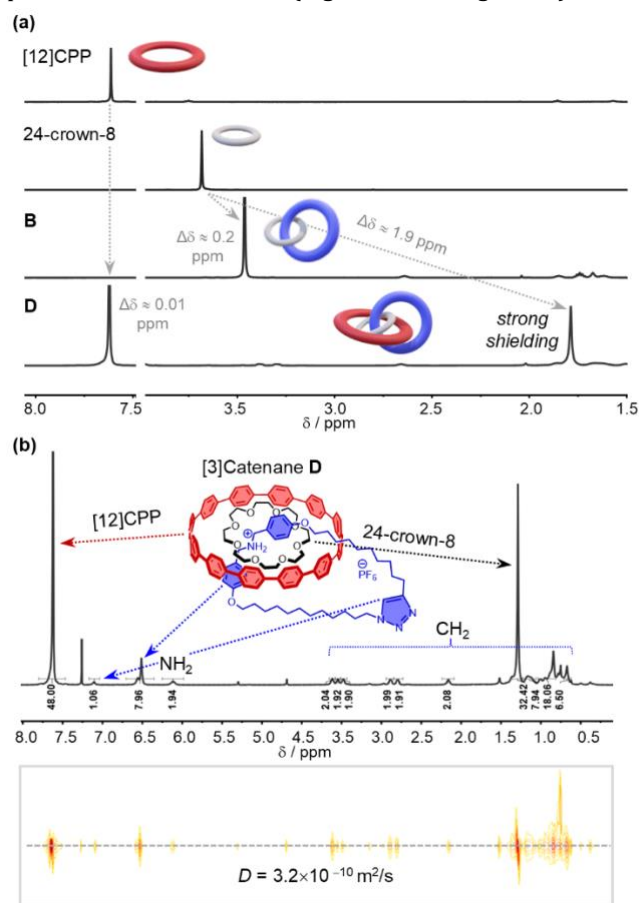 (a)
[12]CPP
24-crown-8
B
Δδ ≈ 0.2
ppm
Δδ ≈ 1.9 ppm
D
Δδ ≈ 0.01
ppm
strong
shielding
8.0 7.5 3.5 3.0 2.5 2.0 1.5
δ / ppm
(b)
[3]Catenane D
[12]CPP
24-crown-8
O
O
O
O
O
O
O
O
O
⊕
NH2
⊖
PF6
O
N
N
N
NH2
CH2
48.00 1.06 7.96 1.94 2.04 1.92 1.90 1.99 1.91 2.08 32.42 7.94 18.06 6.50
8.0 7.5 7.0 6.5 6.0 5.5 5.0 4.5 4.0 3.5 3.0 2.5 2.0 1.5 1.0 0.5
δ / ppm
D = 3.2×10 −10 m2/s